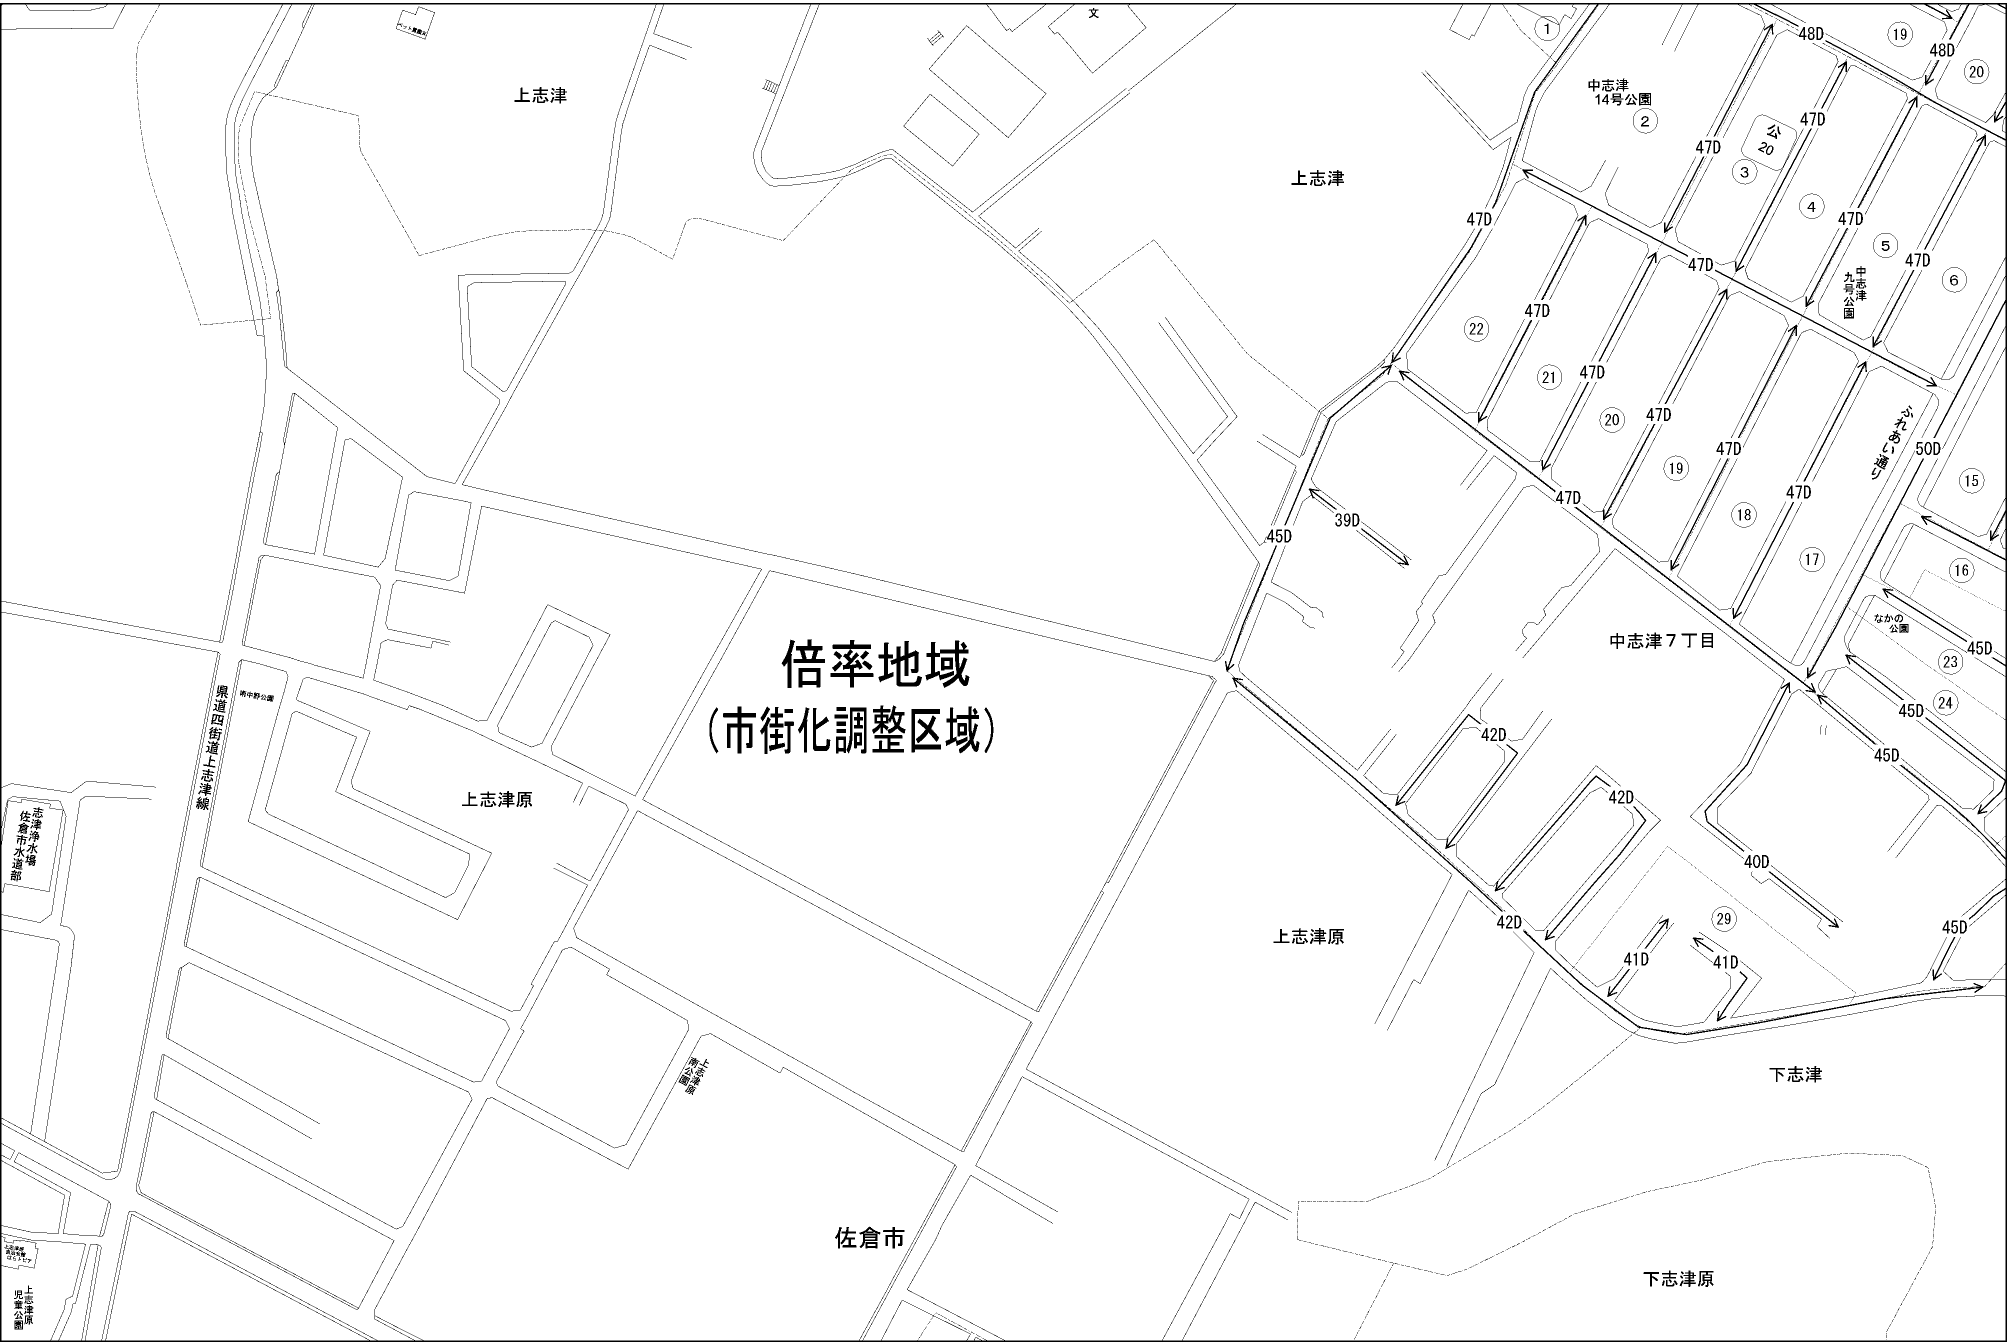 文
ペット霊園天
上志津
上志津
①
中志津
14号公園
②
48D
⑲
48D
⑳
47D
47D
公
20
③
④
47D
⑤
47D
⑥
中志津
九号公園
47D
47D
47D
㉒
47D
㉑
47D
⑳
47D
⑲
47D
⑱
47D
⑰
ふれあい通り
50D
⑮
⑯
47D
39D
45D
なかの
公園
45D
㉓
㉔
45D
45D
中志津７丁目
倍率地域
（市街化調整区域）
県道四街道上志津線
南中野公園
上志津原
志津浄水場
佐倉市水道部
42D
42D
42D
40D
㉙
41D
41D
45D
上志津原
上志津原
南公園
下志津
佐倉市
下志津原
上志津原
児童公園